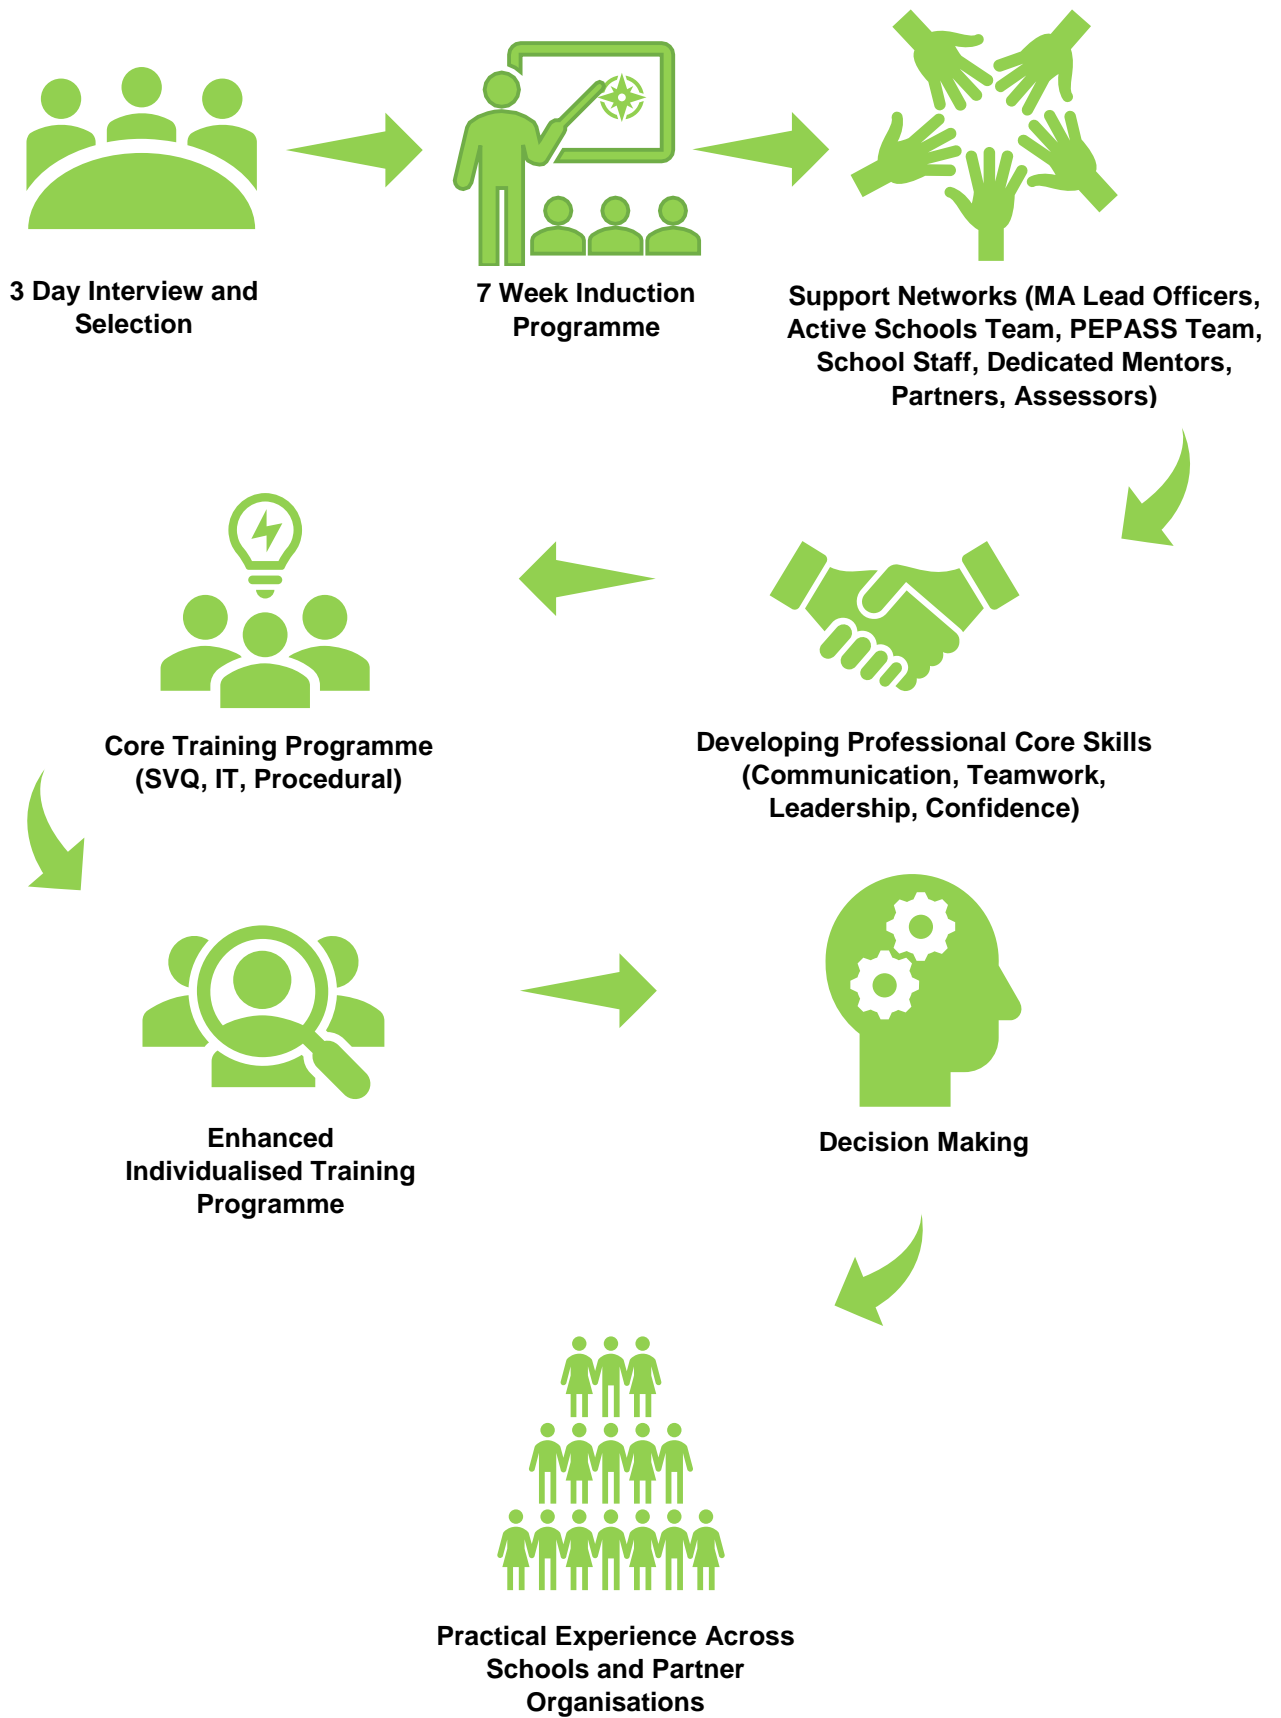 3 Day Interview and
Selection
7 Week Induction
Programme
Support Networks (MA Lead Officers,
Active Schools Team, PEPASS Team,
School Staff, Dedicated Mentors,
Partners, Assessors)
Developing Professional Core Skills
(Communication, Teamwork,
Leadership, Confidence)
Core Training Programme
(SVQ, IT, Procedural)
Enhanced
Individualised Training
Programme
Decision Making
Practical Experience Across
Schools and Partner
Organisations